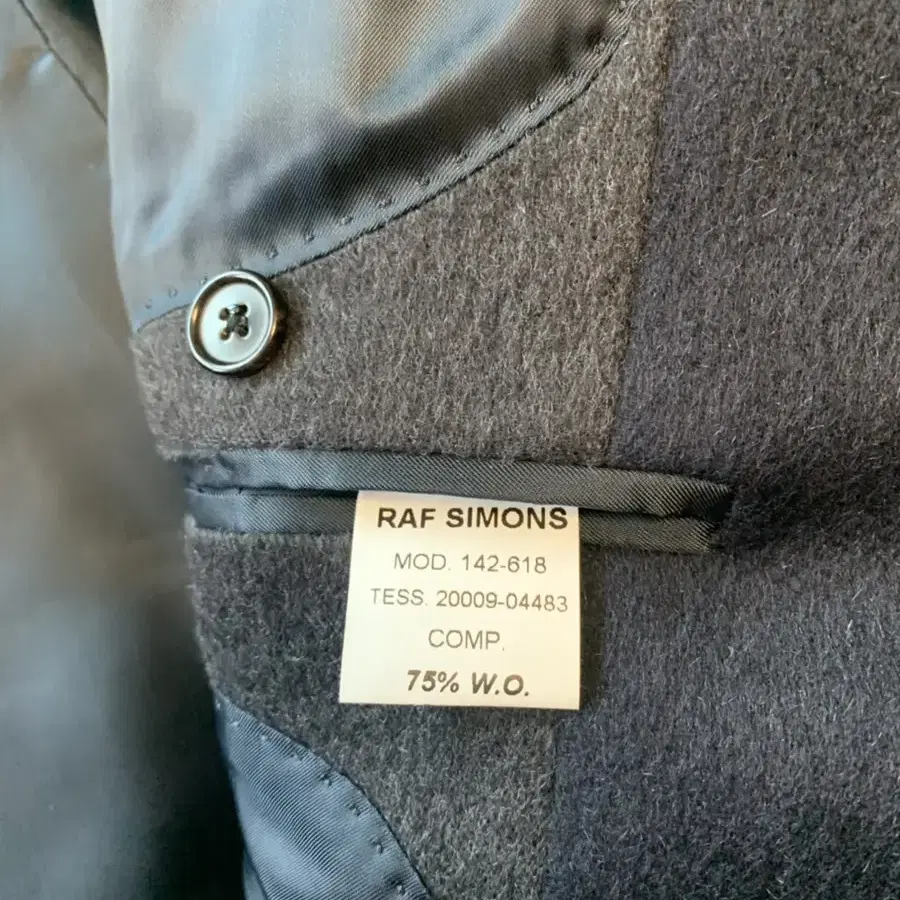 RAF SIMONS
MOD. 142-618
TESS. 20009-04483
COMP.
75% W.O.